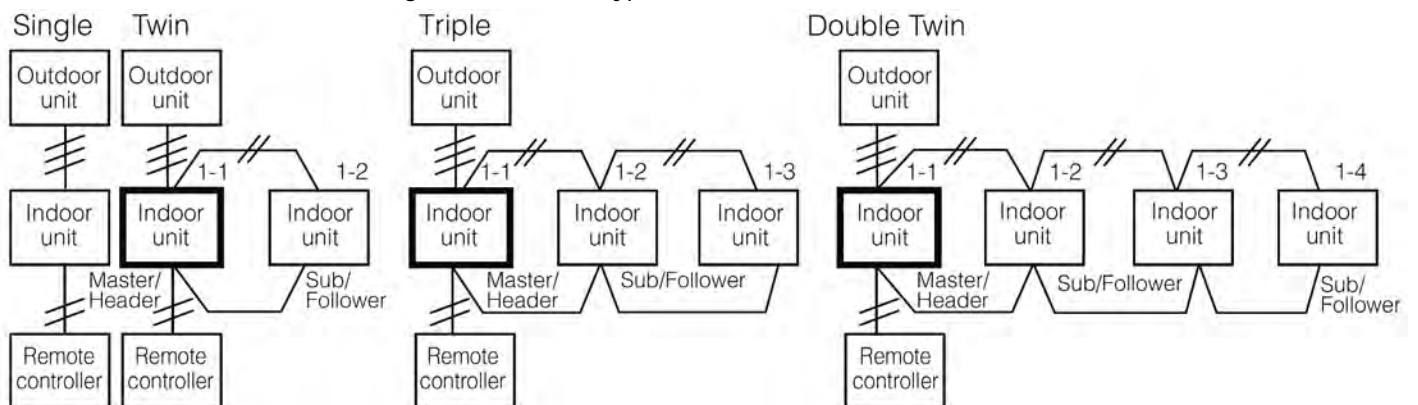 Single Twin Triple Double Twin
Outdoor unit
Outdoor unit
Outdoor unit
Outdoor unit
1-1 1-2 1-1 1-2 1-3 1-1 1-2 1-3 1-4
Indoor unit
Indoor unit
Indoor unit
Indoor unit
Indoor unit
Indoor unit
Indoor unit
Indoor unit
Indoor unit
Indoor unit
Master/
Header
Sub/
Follower
Master/
Header
Sub/Follower
Master/
Header
Sub/Follower
Sub/
Follower
Remote controller
Remote controller
Remote controller
Remote controller